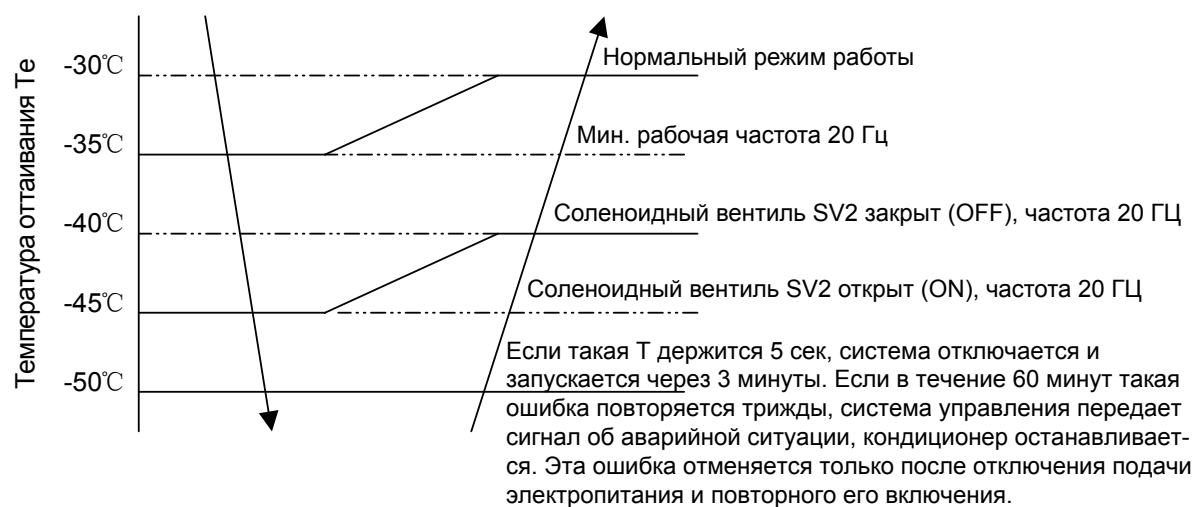 Температура оттаивания Te
-30℃
Нормальный режим работы
-35℃
Мин. рабочая частота 20 Гц
-40℃
Соленоидный вентиль SV2 закрыт (OFF), частота 20 ГЦ
-45℃
Соленоидный вентиль SV2 открыт (ON), частота 20 ГЦ
-50℃
Если такая Т держится 5 сек, система отключается и
запускается через 3 минуты. Если в течение 60 минут такая
ошибка повторяется трижды, система управления передает
сигнал об аварийной ситуации, кондиционер останавливает-
ся. Эта ошибка отменяется только после отключения подачи
электропитания и повторного его включения.